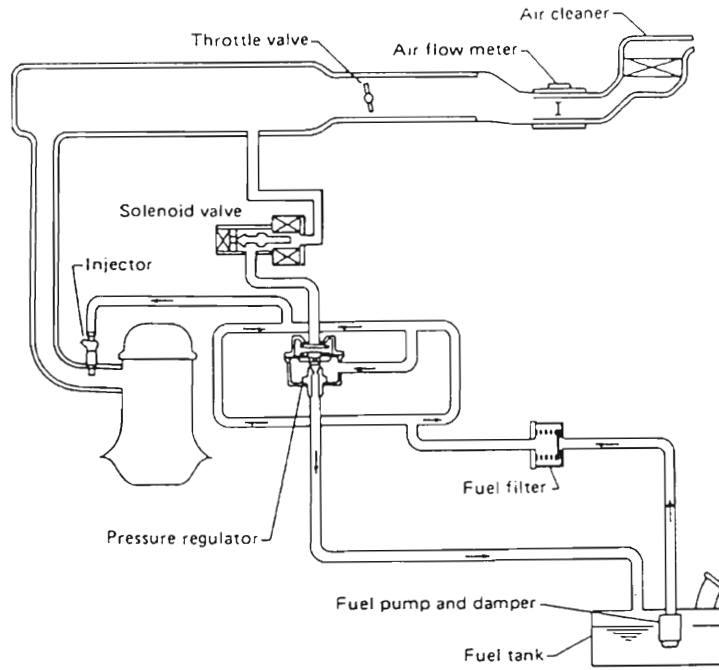 Air cleaner
Throttle valve
Air flow meter
Solenoid valve
Injector
Fuel filter
Pressure regulator
Fuel pump and damper
Fuel tank